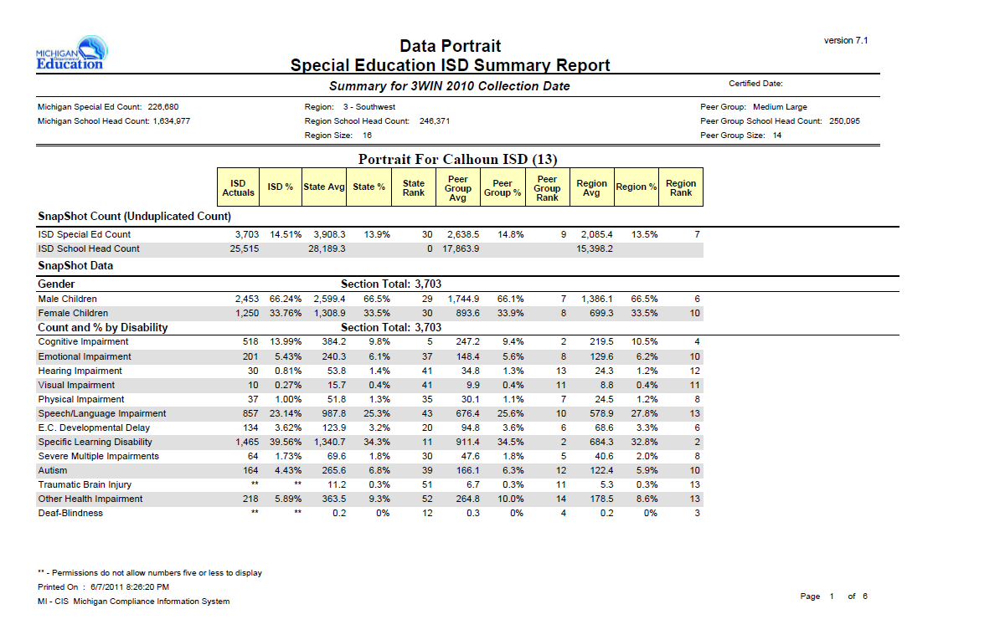 MICHIGAN
Department of
Education
Data Portrait
version 7.1
Special Education ISD Summary Report
Summary for 3WIN 2010 Collection Date
Certified Date:
Michigan Special Ed Count: 226,680 Region: 3 - Southwest Peer Group: Medium Large
Michigan School Head Count: 1,634,977 Region School Head Count: 246,371 Peer Group School Head Count: 250,095
Region Size: 16 Peer Group Size: 14
Portrait For Calhoun ISD (13)
ISD Actuals ISD % State Avg State % State Rank Peer Group Avg Peer Group % Peer Group Rank Region Avg Region % Region Rank
SnapShot Count (Unduplicated Count)
ISD Special Ed Count 3,703 14.51% 3,908.3 13.9% 30 2,638.5 14.8% 9 2,085.4 13.5% 7
ISD School Head Count 25,515 28,189.3 0 17,863.9 15,398.2
SnapShot Data
Gender Section Total: 3,703
Male Children 2,453 66.24% 2,599.4 66.5% 29 1,744.9 66.1% 7 1,386.1 66.5% 6
Female Children 1,250 33.76% 1,308.9 33.5% 30 893.6 33.9% 8 699.3 33.5% 10
Count and % by Disability Section Total: 3,703
Cognitive Impairment 518 13.99% 384.2 9.8% 5 247.2 9.4% 2 219.5 10.5% 4
Emotional Impairment 201 5.43% 240.3 6.1% 37 148.4 5.6% 8 129.6 6.2% 10
Hearing Impairment 30 0.81% 53.8 1.4% 41 34.8 1.3% 13 24.3 1.2% 12
Visual Impairment 10 0.27% 15.7 0.4% 41 9.9 0.4% 11 8.8 0.4% 11
Physical Impairment 37 1.00% 51.8 1.3% 35 30.1 1.1% 7 24.5 1.2% 8
Speech/Language Impairment 857 23.14% 987.8 25.3% 43 676.4 25.6% 10 578.9 27.8% 13
E.C. Developmental Delay 134 3.62% 123.9 3.2% 20 94.8 3.6% 6 68.6 3.3% 6
Specific Learning Disability 1,465 39.56% 1,340.7 34.3% 11 911.4 34.5% 2 684.3 32.8% 2
Severe Multiple Impairments 64 1.73% 69.6 1.8% 30 47.6 1.8% 5 40.6 2.0% 8
Autism 164 4.43% 265.6 6.8% 39 166.1 6.3% 12 122.4 5.9% 10
Traumatic Brain Injury ** ** 11.2 0.3% 51 6.7 0.3% 11 5.3 0.3% 13
Other Health Impairment 218 5.89% 363.5 9.3% 52 264.8 10.0% 14 178.5 8.6% 13
Deaf-Blindness ** ** 0.2 0% 12 0.3 0% 4 0.2 0% 3
** - Permissions do not allow numbers five or less to display
Printed On : 6/7/2011 8:26:20 PM
MI - CIS Michigan Compliance Information System
Page 1 of 6